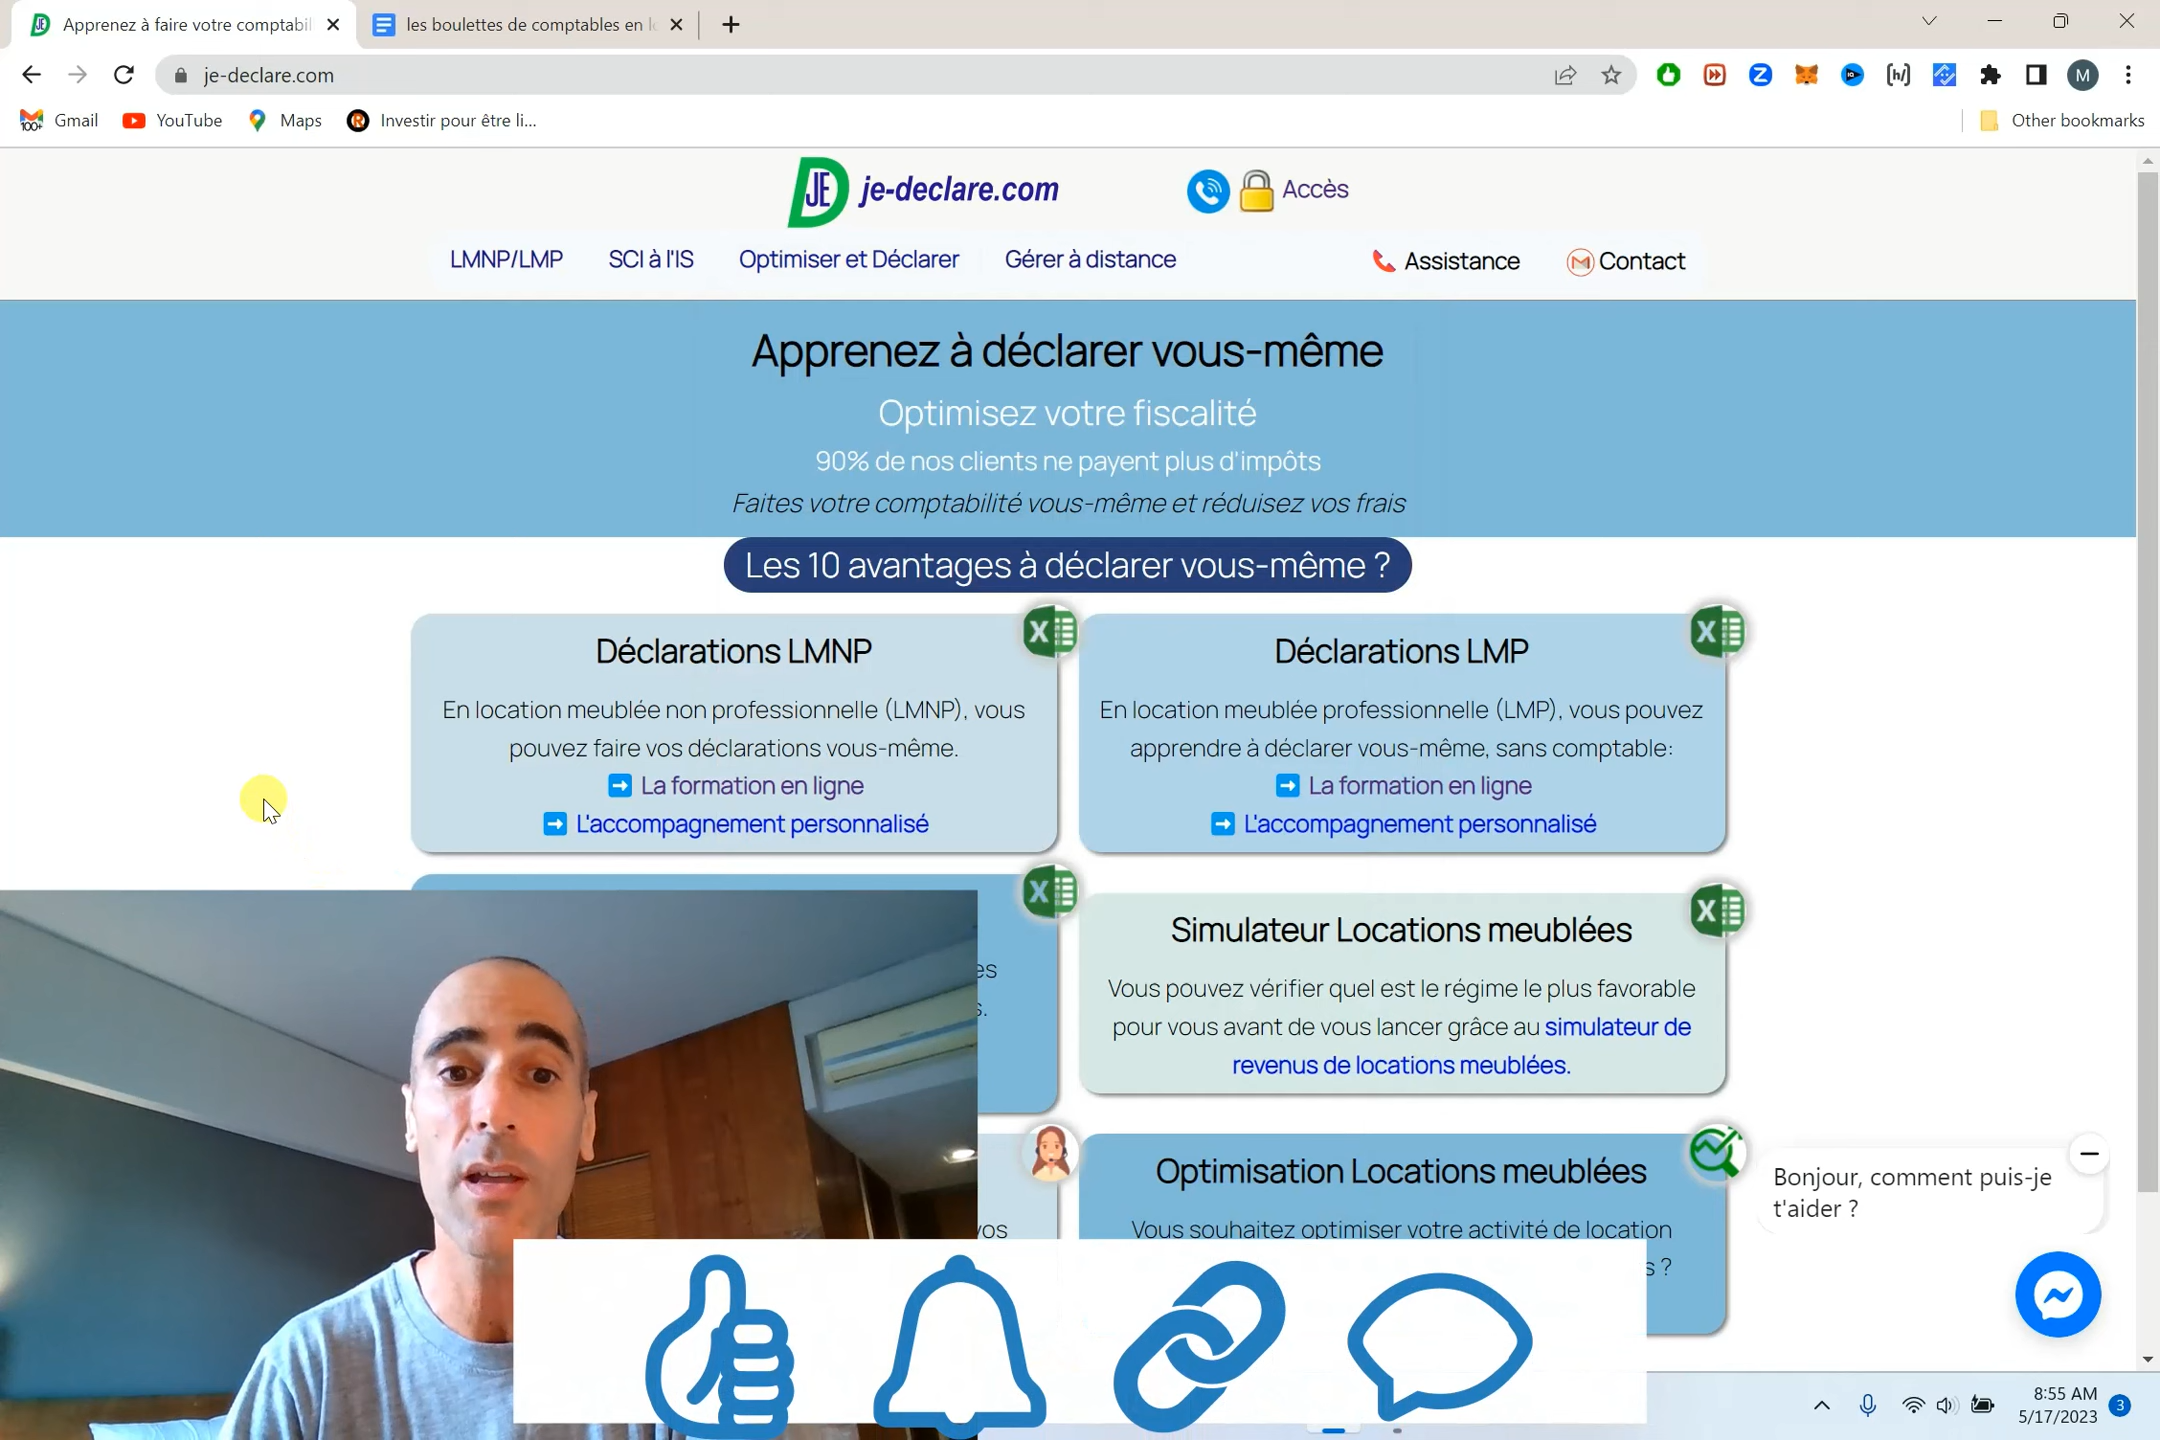 Apprenez à faire votre comptabil
les boulettes de comptables en lo
je-declare.com
M
Gmail
YouTube
Maps
Investir pour être li...
Other bookmarks
JE
je-declare.com
Accès
LMNP/LMP
SCI à l'IS
Optimiser et Déclarer
Gérer à distance
Assistance
Contact
Apprenez à déclarer vous-même
Optimisez votre fiscalité
90% de nos clients ne payent plus d'impôts
Faites votre comptabilité vous-même et réduisez vos frais
Les 10 avantages à déclarer vous-même ?
Déclarations LMNP
En location meublée non professionnelle (LMNP), vous
pouvez faire vos déclarations vous-même.
La formation en ligne
L'accompagnement personnalisé
Déclarations LMP
En location meublée professionnelle (LMP), vous pouvez
apprendre à déclarer vous-même, sans comptable:
La formation en ligne
L'accompagnement personnalisé
es
s.
Simulateur Locations meublées
Vous pouvez vérifier quel est le régime le plus favorable
pour vous avant de vous lancer grâce au simulateur de
revenus de locations meublées.
vos
Optimisation Locations meublées
Vous souhaitez optimiser votre activité de location
s ?
Bonjour, comment puis-je
t'aider ?
8:55 AM
5/17/2023
3